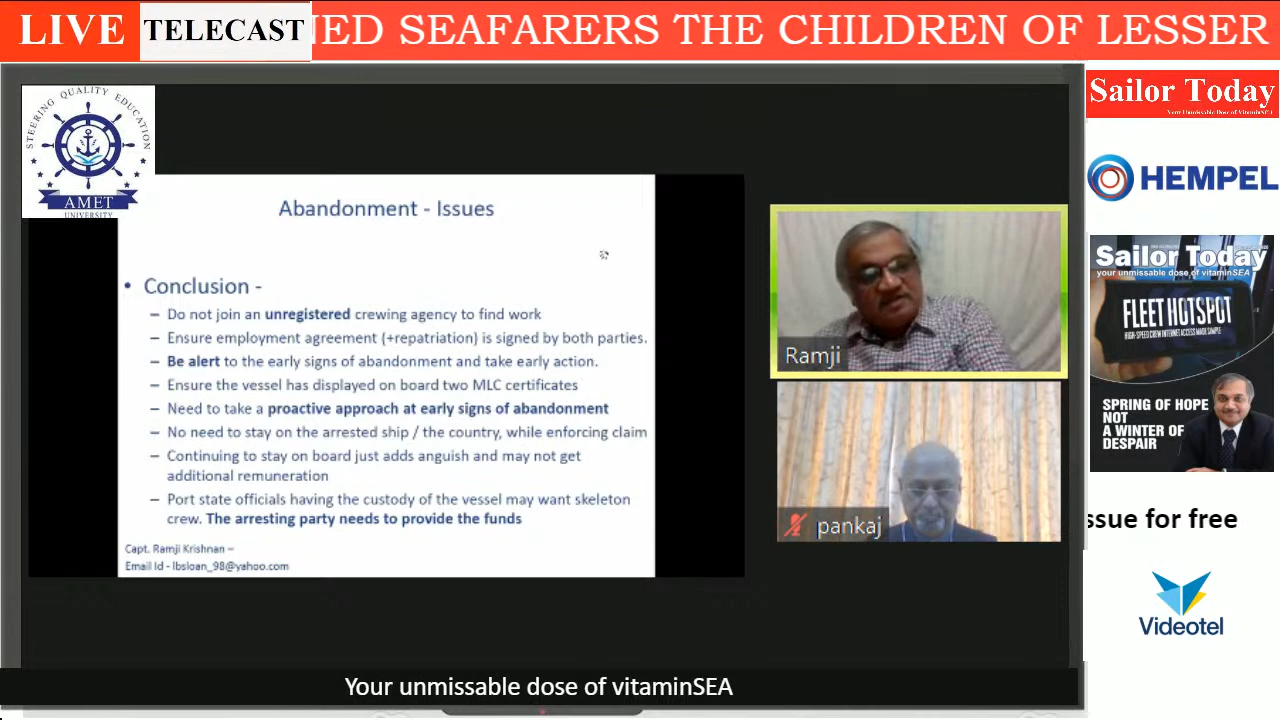 LIVE
TELECAST
NED SEAFARERS THE CHILDREN OF LESSER
STEERING QUALITY EDUCATION
AMET
UNIVERSITY
Abandonment - Issues
• Conclusion -
– Do not join an unregistered crewing agency to find work
– Ensure employment agreement (+repatriation) is signed by both parties.
– Be alert to the early signs of abandonment and take early action.
– Ensure the vessel has displayed on board two MLC certificates
– Need to take a proactive approach at early signs of abandonment
– No need to stay on the arrested ship / the country, while enforcing claim
– Continuing to stay on board just adds anguish and may not get
additional remuneration
– Port state officials having the custody of the vessel may want skeleton
crew. The arresting party needs to provide the funds
Capt. Ramji Krishnan –
Email Id - lbsloan_98@yahoo.com
Ramji
pankaj
Sailor Today
Your Unmissable Dose of VitaminSEA
HEMPEL
Sailor Today
your unmissable dose of vitaminSEA
FLEET HOTSPOT
HIGH-SPEED CREW INTERNET ACCESS MADE SIMPLE
SPRING OF HOPE
NOT
A WINTER OF
DESPAIR
ssue for free
Videotel
Your unmissable dose of vitaminSEA